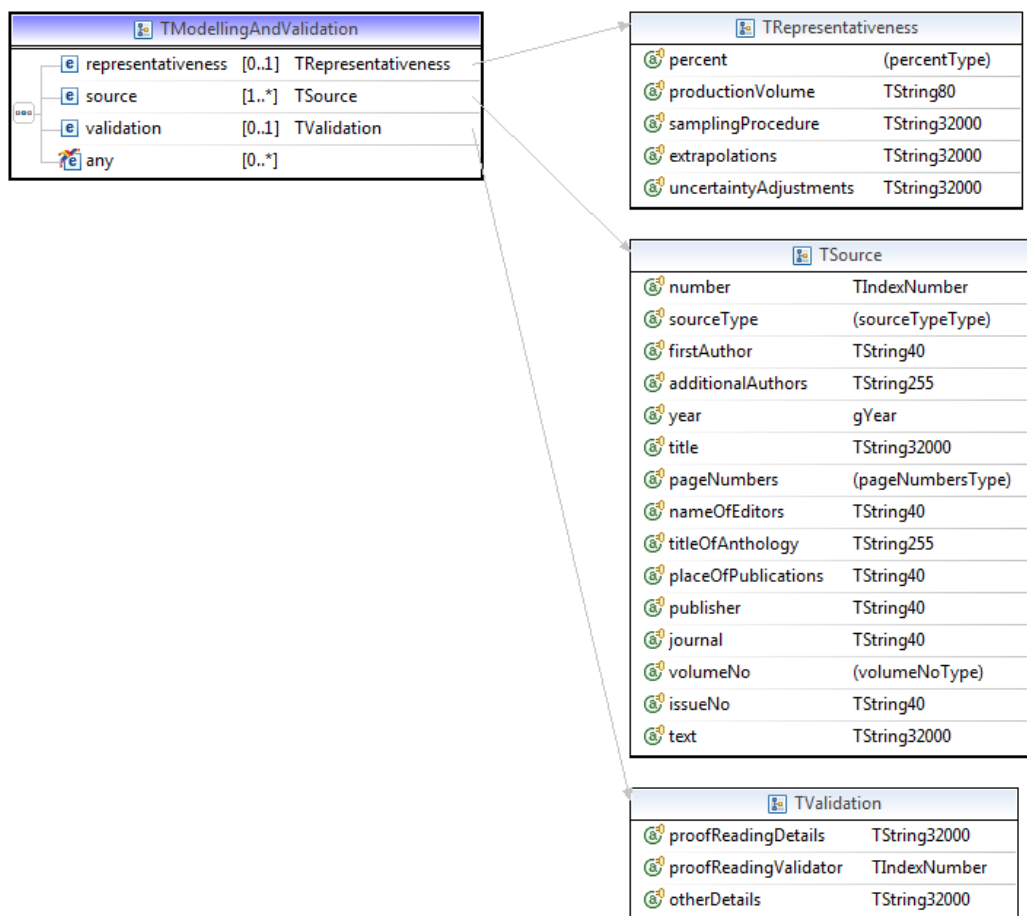 TModellingAndValidation
e representativeness [0..1] TRepresentativeness
e source [1..*] TSource
e validation [0..1] TValidation
e any [0..*]
TRepresentativeness
a percent (percentType)
a productionVolume TString80
a samplingProcedure TString32000
a extrapolations TString32000
a uncertaintyAdjustments TString32000
TSource
a number TIndexNumber
a sourceType (sourceTypeType)
a firstAuthor TString40
a additionalAuthors TString255
a year gYear
a title TString32000
a pageNumbers (pageNumbersType)
a nameOfEditors TString40
a titleOfAnthology TString255
a placeOfPublications TString40
a publisher TString40
a journal TString40
a volumeNo (volumeNoType)
a issueNo TString40
a text TString32000
TValidation
a proofReadingDetails TString32000
a proofReadingValidator TIndexNumber
a otherDetails TString32000